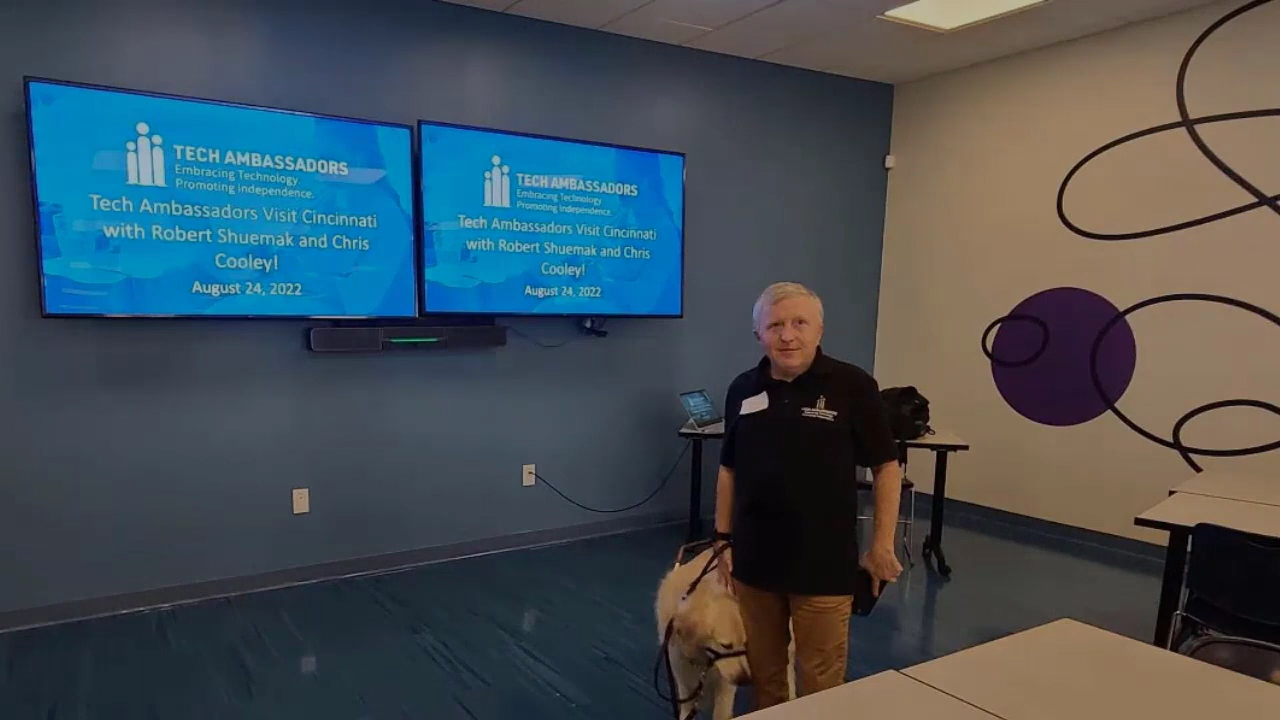 TECH AMBASSADORS
Embracing Technology
Promoting Independence.
Tech Ambassadors Visit Cincinnati
with Robert Shuemak and Chris
Cooley!
August 24, 2022
TECH AMBASSADORS
Embracing Technology
Promoting Independence.
Tech Ambassadors Visit Cincinnati
with Robert Shuemak and Chris
Cooley!
August 24, 2022
TECH AMBASSADORS